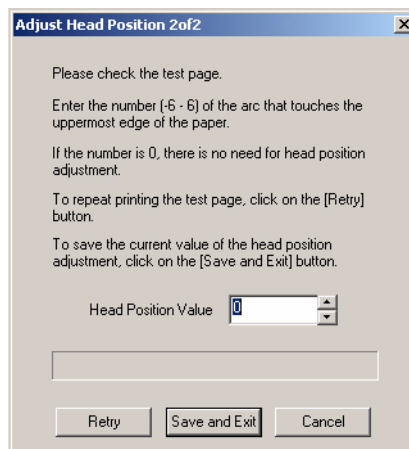 Adjust Head Position 2of2
Please check the test page.
Enter the number (-6 - 6) of the arc that touches the
uppermost edge of the paper.
If the number is 0, there is no need for head position
adjustment.
To repeat printing the test page, click on the [Retry]
button.
To save the current value of the head position
adjustment, click on the [Save and Exit] button.
Head Position Value 0
Retry Save and Exit Cancel